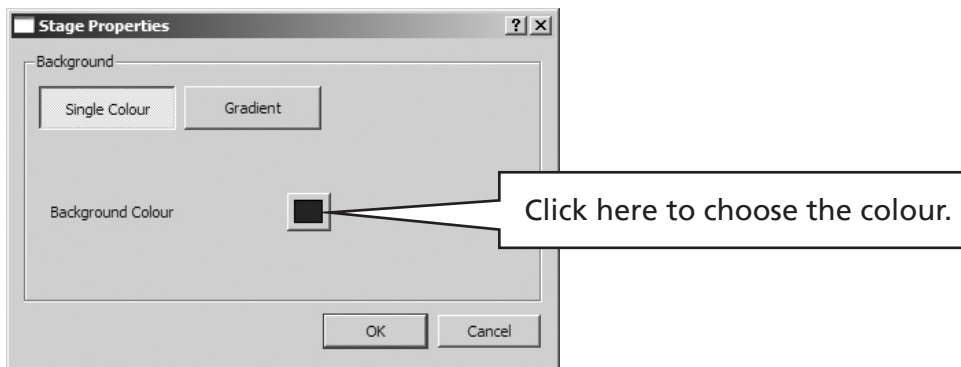 Stage Properties
Background
Single Colour
Gradient
Background Colour
Click here to choose the colour.
OK
Cancel